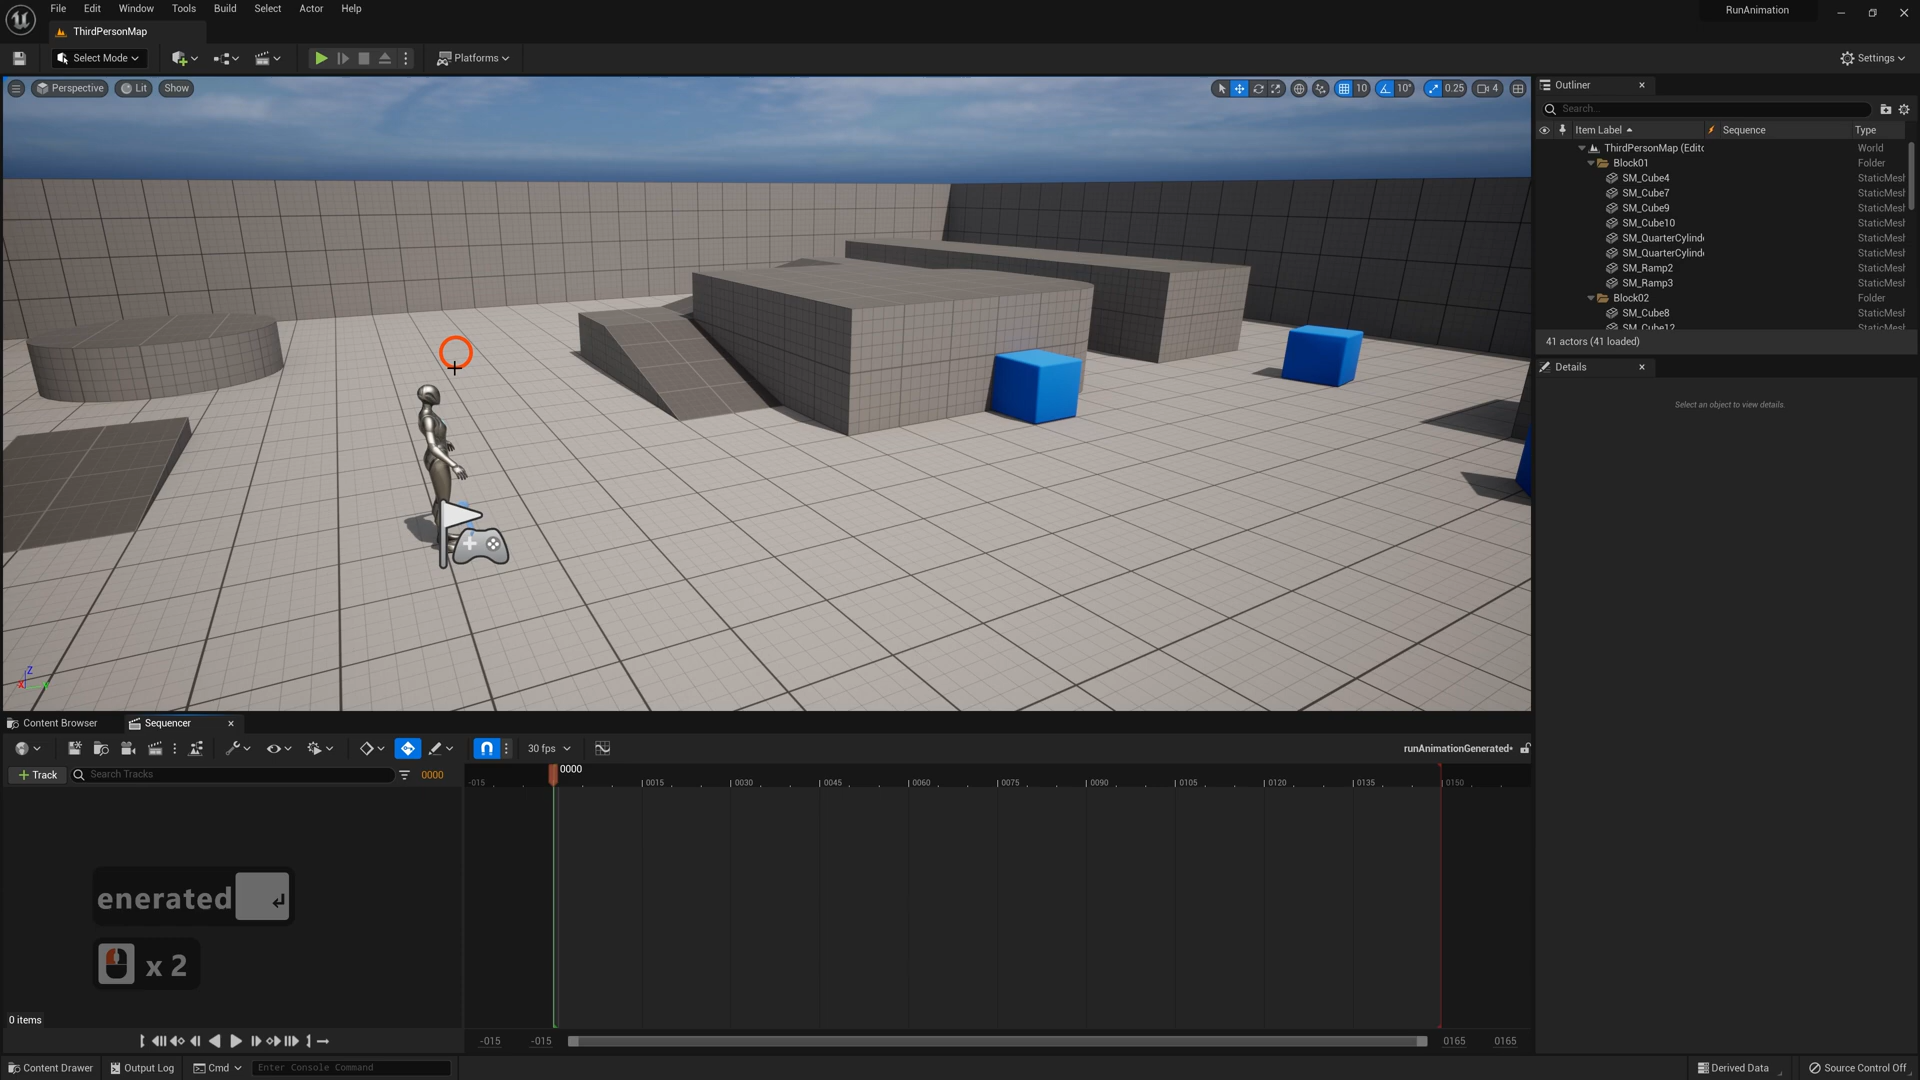 File Edit Window Tools Build Select Actor Help
RunAnimation
ThirdPersonMap
Select Mode
Platforms
Settings
Perspective Lit Show
10 10° 0.25 4
Outliner
Search...
Item Label Sequence Type
ThirdPersonMap (Edito World
Block01 Folder
SM_Cube4 StaticMesh
SM_Cube7 StaticMesh
SM_Cube9 StaticMesh
SM_Cube10 StaticMesh
SM_QuarterCylinde StaticMesh
SM_QuarterCylinde StaticMesh
SM_Ramp2 StaticMesh
SM_Ramp3 StaticMesh
Block02 Folder
SM_Cube8 StaticMesh
SM_Cube12 StaticMesh
41 actors (41 loaded)
Details
Select an object to view details.
Z
X
Content Browser Sequencer
30 fps
runAnimationGenerated*
Track
Search Tracks
0000
0000
-015 0015 0030 0045 0060 0075 0090 0105 0120 0135 0150
enerated
x 2
0 items
-015 -015 0165 0165
Content Drawer Output Log Cmd Enter Console Command
Derived Data Source Control Off